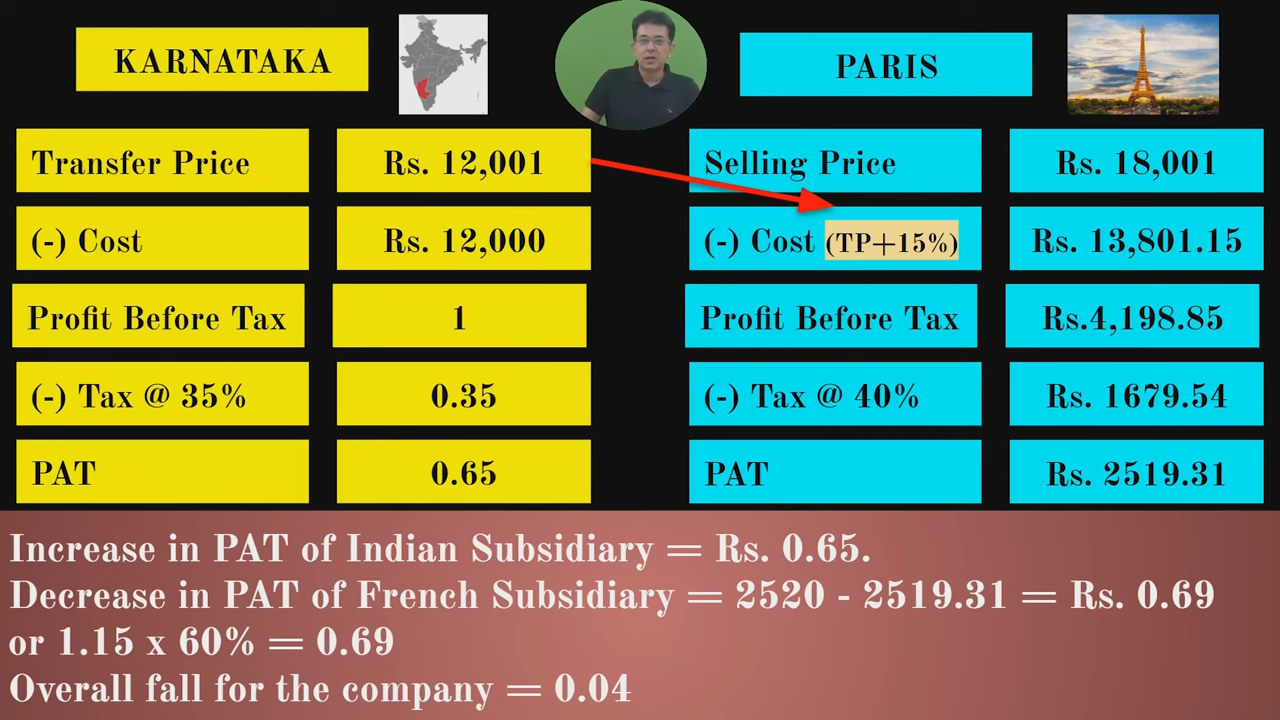 KARNATAKA
PARIS
Transfer Price Rs. 12,001
(-) Cost Rs. 12,000
Profit Before Tax 1
(-) Tax @ 35% 0.35
PAT 0.65
Selling Price Rs. 18,001
(-) Cost (TP+15%) Rs. 13,801.15
Profit Before Tax Rs.4,198.85
(-) Tax @ 40% Rs. 1679.54
PAT Rs. 2519.31
Increase in PAT of Indian Subsidiary = Rs. 0.65.
Decrease in PAT of French Subsidiary = 2520 - 2519.31 = Rs. 0.69
or 1.15 x 60% = 0.69
Overall fall for the company = 0.04